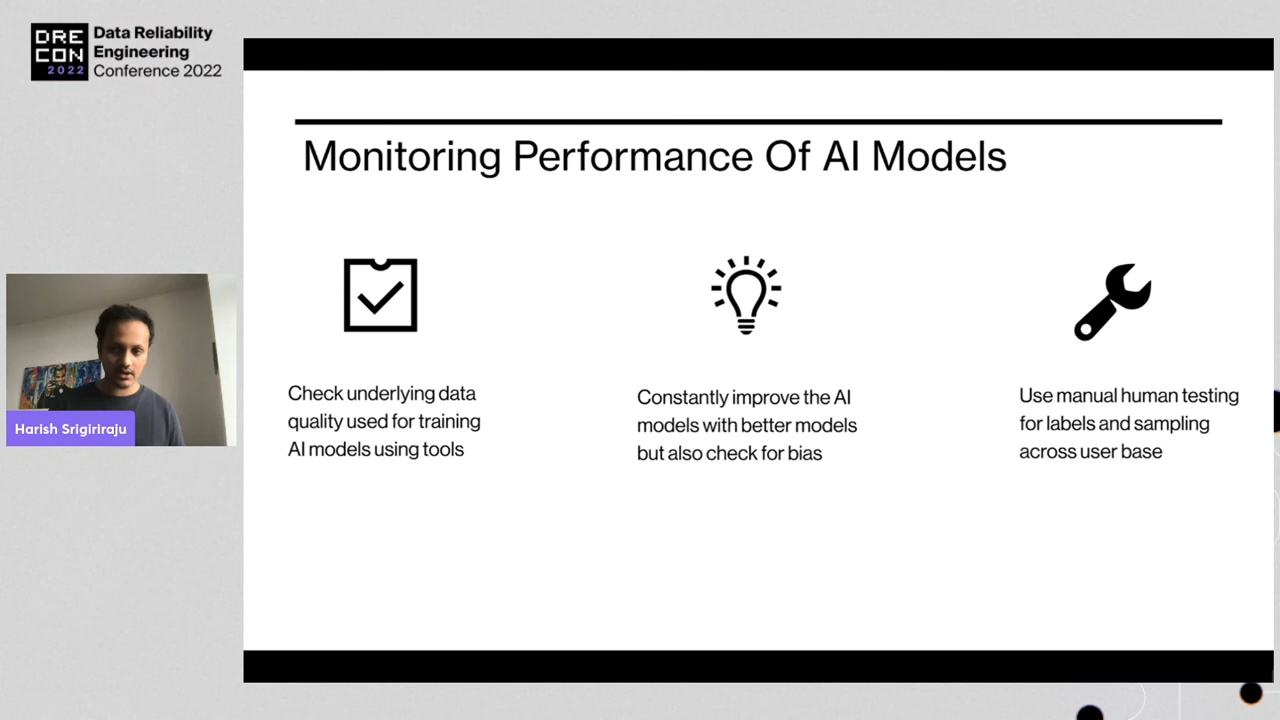 DRE
CON
2022
Data Reliability
Engineering
Conference 2022
Monitoring Performance Of AI Models
Check underlying data
quality used for training
AI models using tools
Constantly improve the AI
models with better models
but also check for bias
Use manual human testing
for labels and sampling
across user base
Harish Srigiriraju